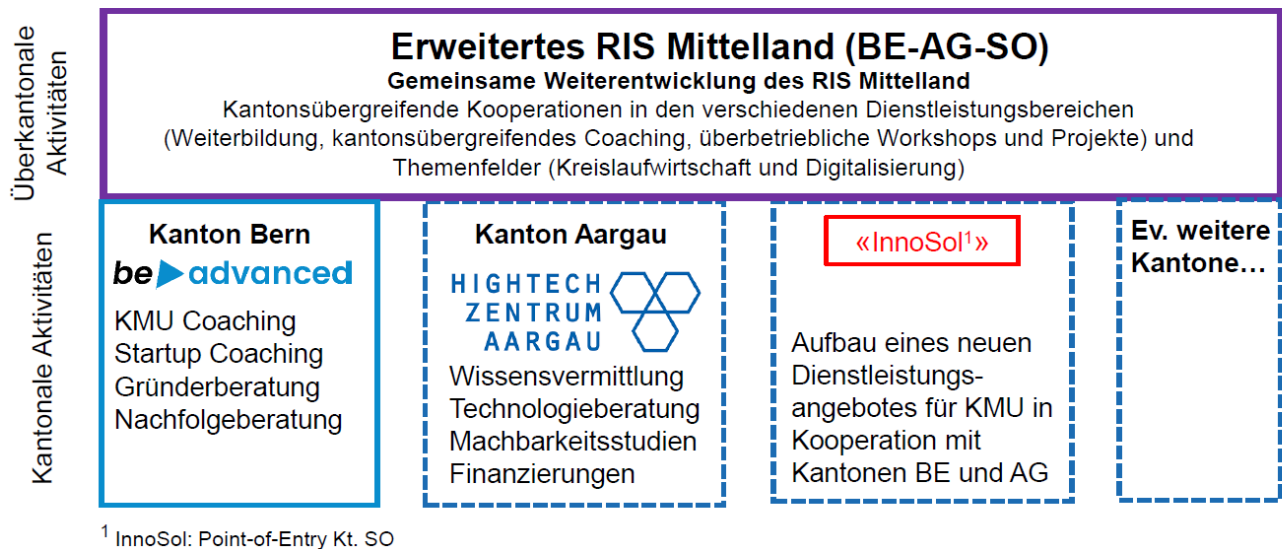 Überkantonale
Aktivitäten
Erweitertes RIS Mittelland (BE-AG-SO)
Gemeinsame Weiterentwicklung des RIS Mittelland
Kantonsübergreifende Kooperationen in den verschiedenen Dienstleistungsbereichen
(Weiterbildung, kantonsübergreifendes Coaching, überbetriebliche Workshops und Projekte) und
Themenfelder (Kreislaufwirtschaft und Digitalisierung)
Kantonale Aktivitäten
Kanton Bern
be advanced
KMU Coaching
Startup Coaching
Gründerberatung
Nachfolgeberatung
Kanton Aargau
HIGHTECH
ZENTRUM
AARGAU
Wissensvermittlung
Technologieberatung
Machbarkeitsstudien
Finanzierungen
«InnoSol¹»
Aufbau eines neuen
Dienstleistungs-
angebotes für KMU in
Kooperation mit
Kantonen BE und AG
Ev. weitere
Kantone…
¹ InnoSol: Point-of-Entry Kt. SO